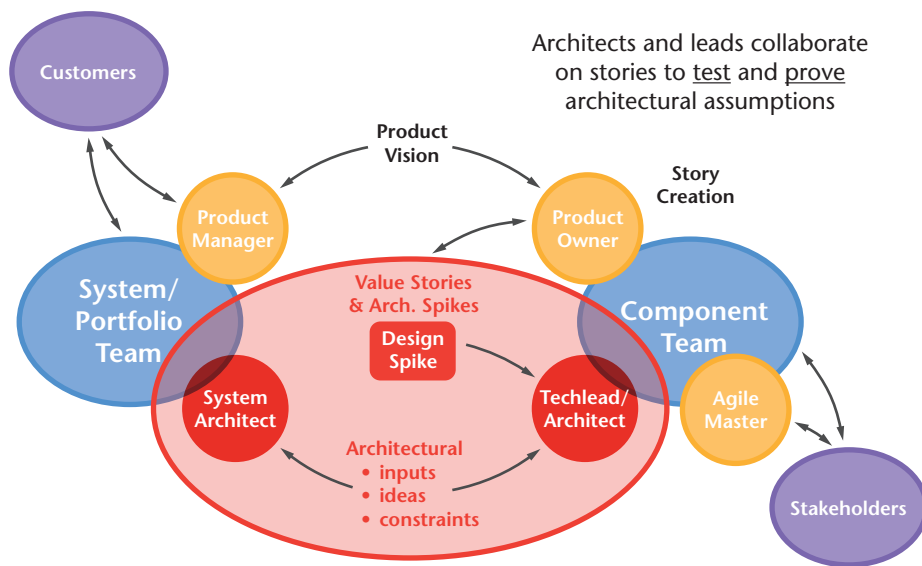 Customers
Architects and leads collaborate
on stories to test and prove
architectural assumptions
Product
Vision
Story
Creation
Product
Manager
Product
Owner
System/
Portfolio
Team
Value Stories
& Arch. Spikes
Component
Team
Design
Spike
System
Architect
Techlead/
Architect
Agile
Master
Architectural
• inputs
• ideas
• constraints
Stakeholders